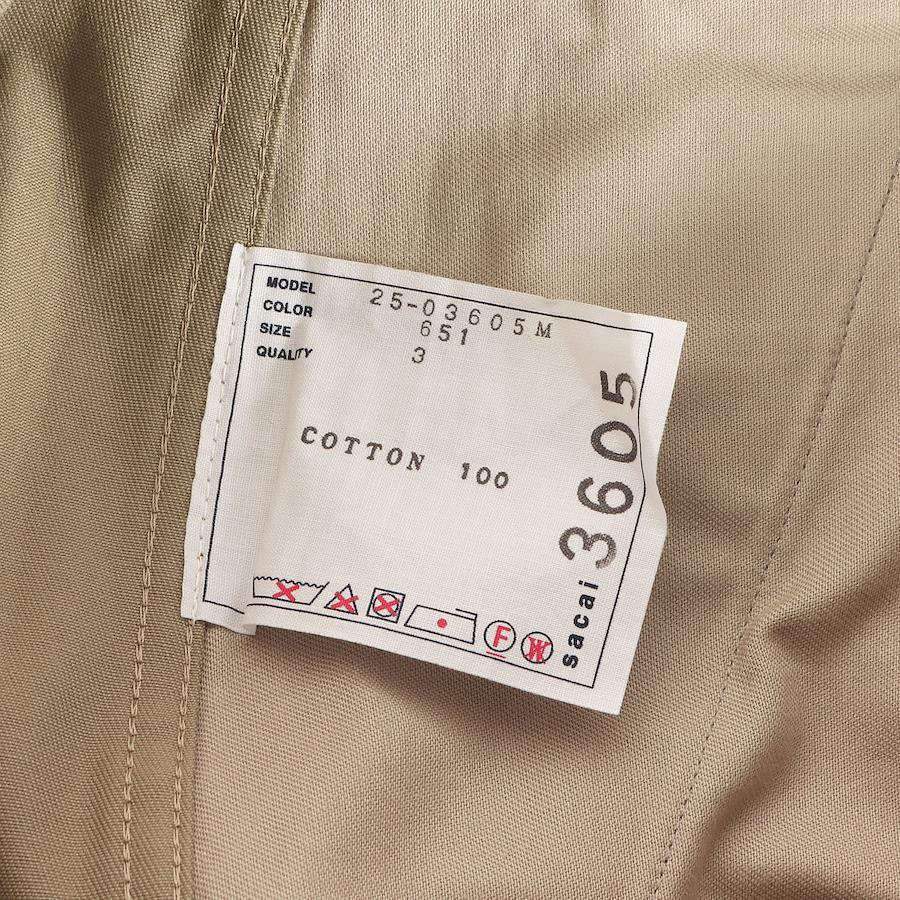 MODEL 25-03605M
COLOR 651
SIZE 3
QUALITY
COTTON 100
F
W
sacai 3605